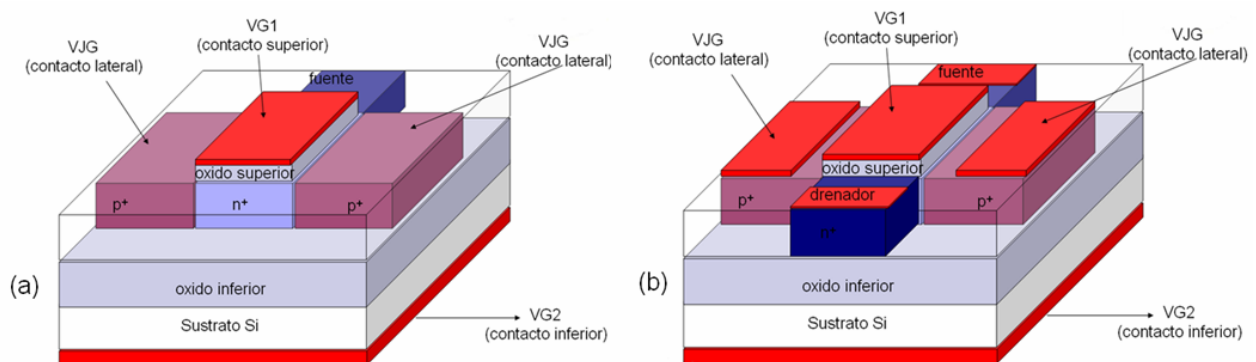 VG1
(contacto superior)
VJG
(contacto lateral)
VJG
(contacto lateral)
fuente
oxido superior
p⁺
n⁺
p⁺
oxido inferior
Sustrato Si
VG2
(contacto inferior)
(a)
VG1
(contacto superior)
VJG
(contacto lateral)
VJG
(contacto lateral)
fuente
oxido superior
drenador
p⁺
n⁺
p⁺
oxido inferior
Sustrato Si
VG2
(contacto inferior)
(b)